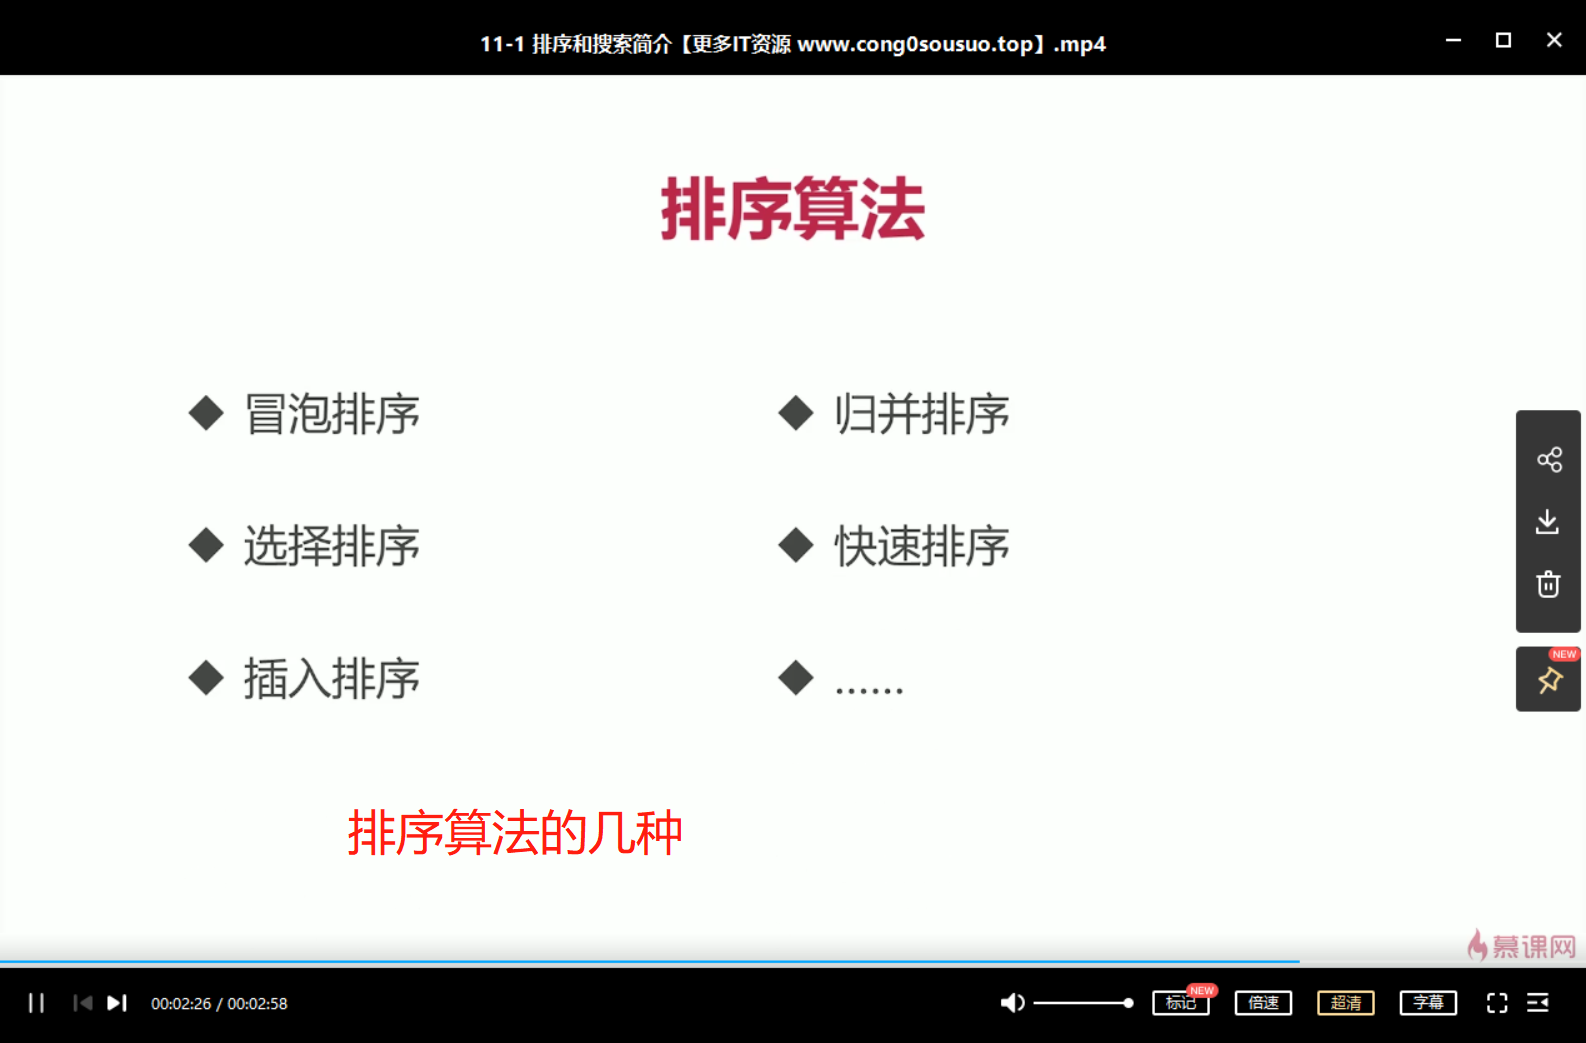 11-1 排序和搜索简介【更多IT资源 www.cong0sousuo.top】.mp4
排序算法
冒泡排序
归并排序
选择排序
快速排序
插入排序
......
NEW
排序算法的几种
慕课网
00:02:26 / 00:02:58
标记
NEW
倍速
超清
字幕